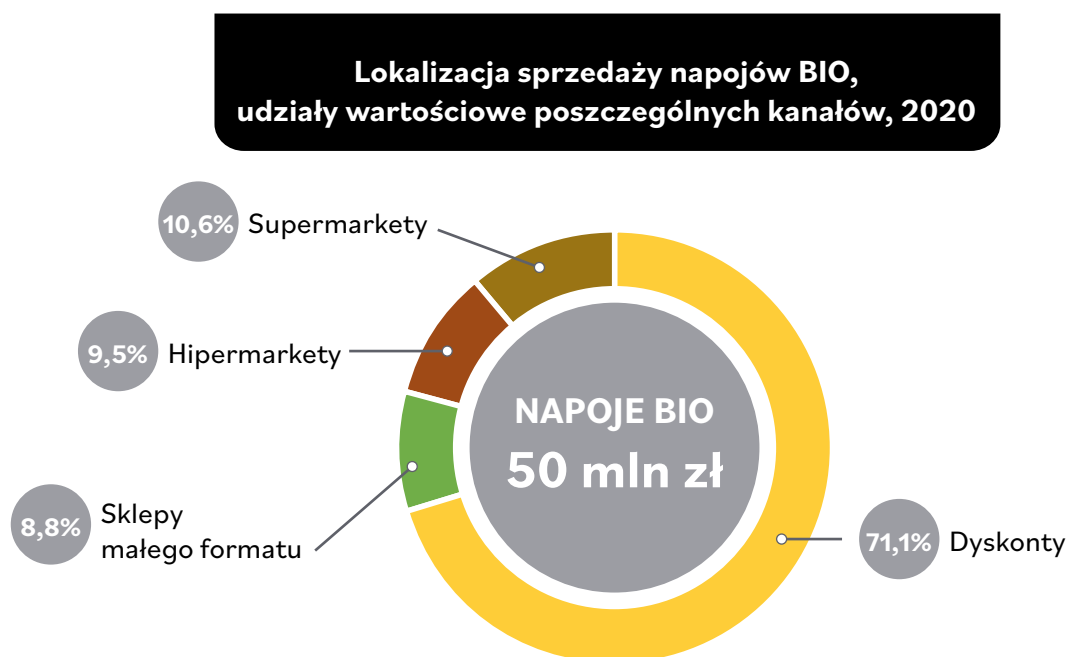 Lokalizacja sprzedaży napojów BIO,
udziały wartościowe poszczególnych kanałów, 2020
10,6% Supermarkety
9,5% Hipermarkety
NAPOJE BIO
50 mln zł
8,8% Sklepy
małego formatu
71,1% Dyskonty